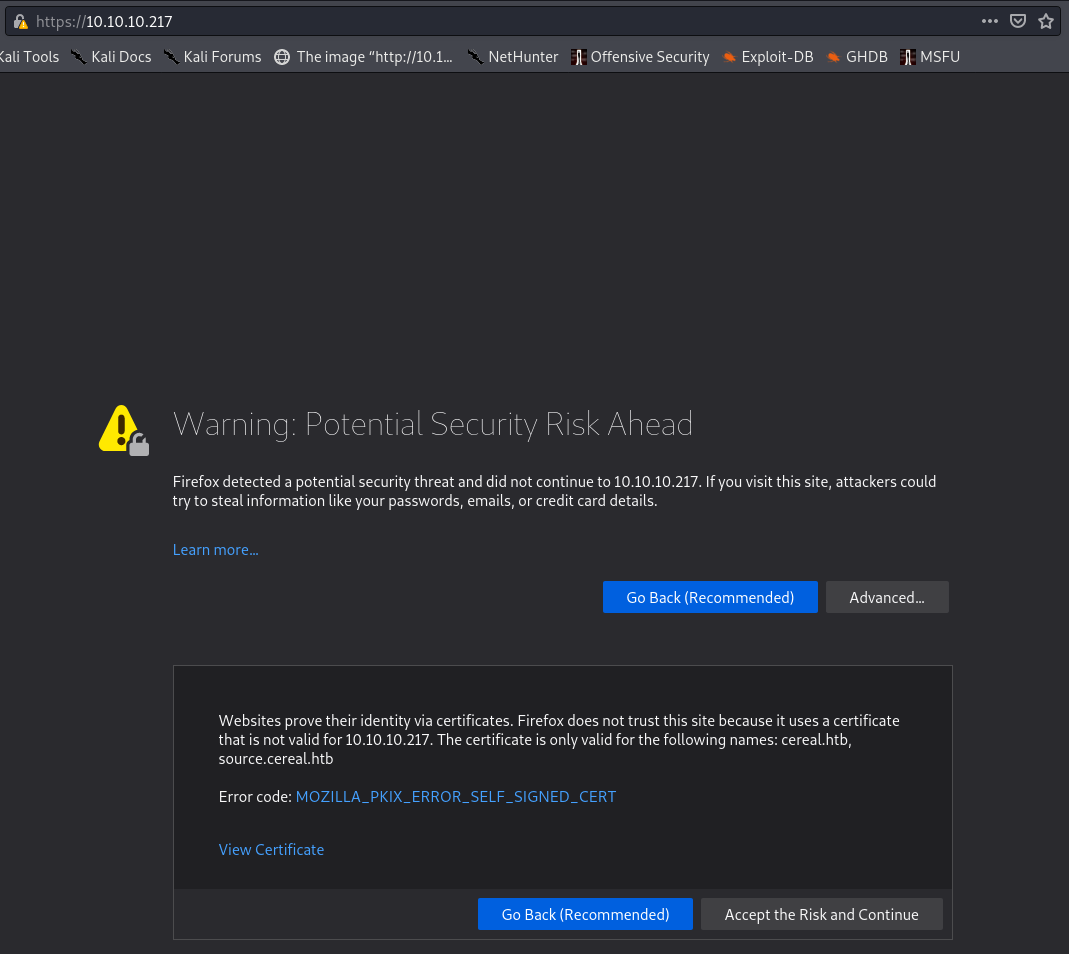 https://10.10.10.217
Kali Tools Kali Docs Kali Forums The image “http://10.1... NetHunter Offensive Security Exploit-DB GHDB MSFU
Warning: Potential Security Risk Ahead
Firefox detected a potential security threat and did not continue to 10.10.10.217. If you visit this site, attackers could
try to steal information like your passwords, emails, or credit card details.
Learn more...
Go Back (Recommended) Advanced...
Websites prove their identity via certificates. Firefox does not trust this site because it uses a certificate
that is not valid for 10.10.10.217. The certificate is only valid for the following names: cereal.htb,
source.cereal.htb
Error code: MOZILLA_PKIX_ERROR_SELF_SIGNED_CERT
View Certificate
Go Back (Recommended) Accept the Risk and Continue